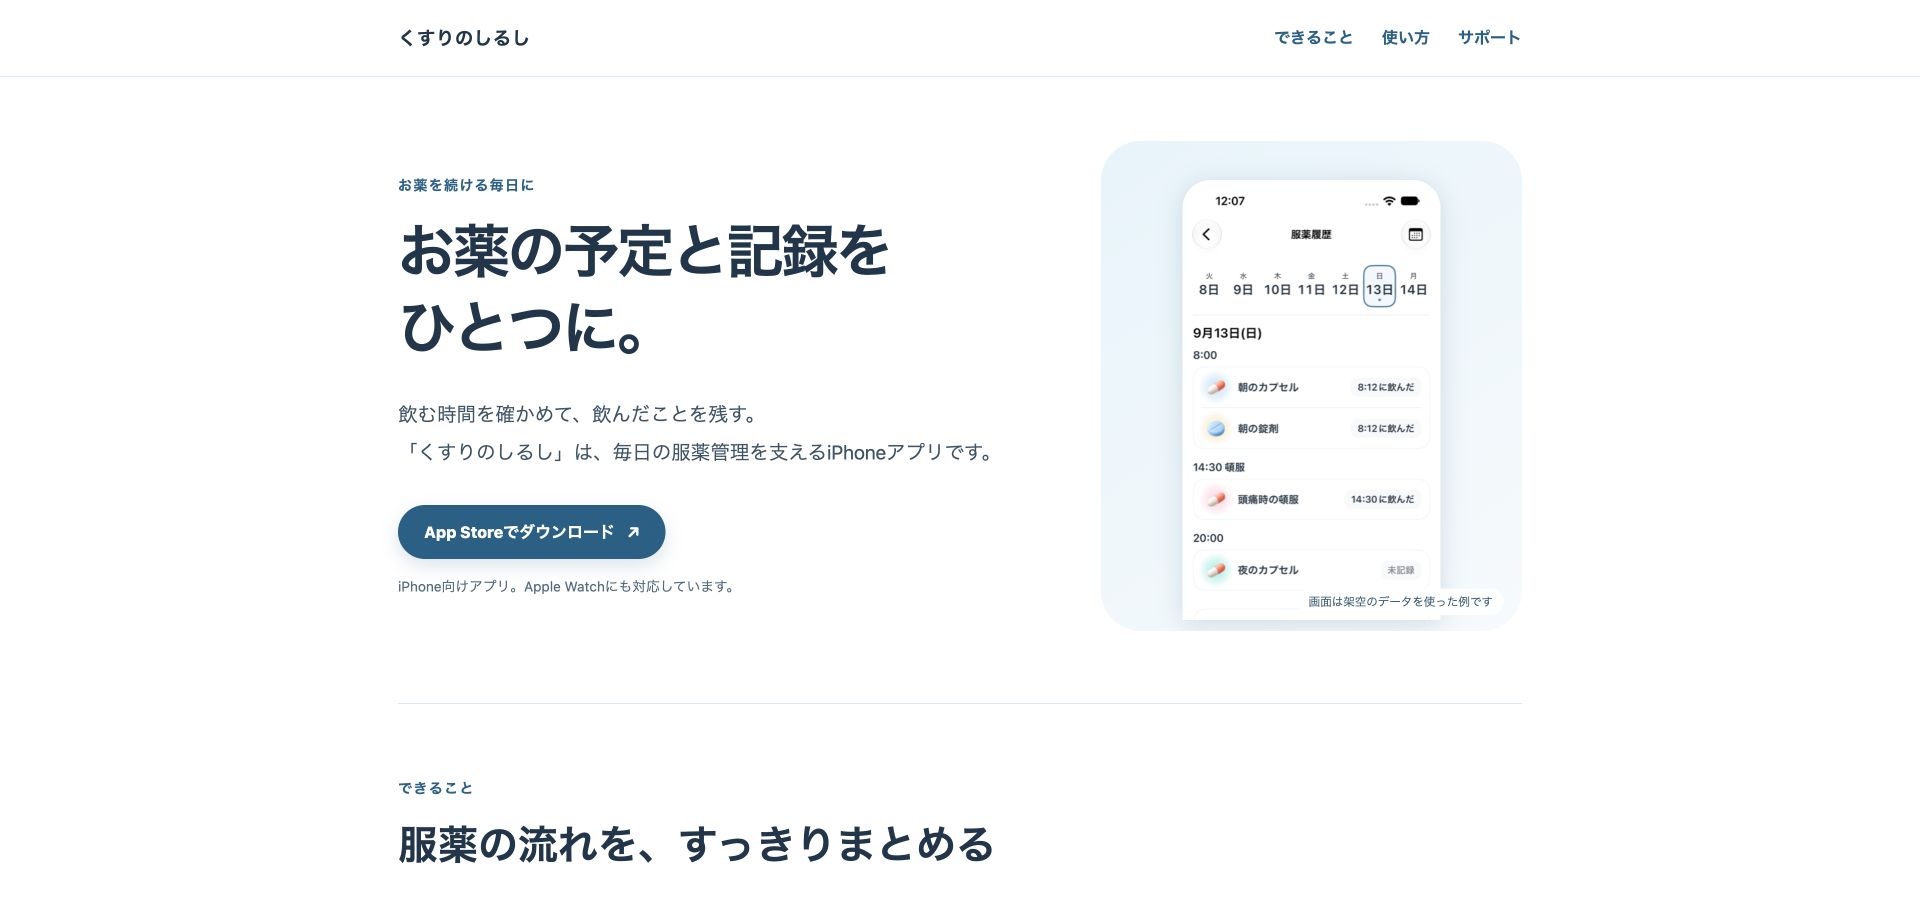 くすりのしるし
できること 使い方 サポート
お薬を続ける毎日に
お薬の予定と記録を
ひとつに。
飲む時間を確かめて、飲んだことを残す。
「くすりのしるし」は、毎日の服薬管理を支えるiPhoneアプリです。
App Storeでダウンロード
iPhone向けアプリ。Apple Watchにも対応しています。
12:07
服薬履歴
火 水 木 金 土 日 月
8日 9日 10日 11日 12日 13日 14日
9月13日(日)
8:00
朝のカプセル 8:12に飲んだ
朝の錠剤 8:12に飲んだ
14:30 頓服
頭痛時の頓服 14:30に飲んだ
20:00
夜のカプセル 未記録
画面は架空のデータを使った例です
できること
服薬の流れを、すっきりまとめる